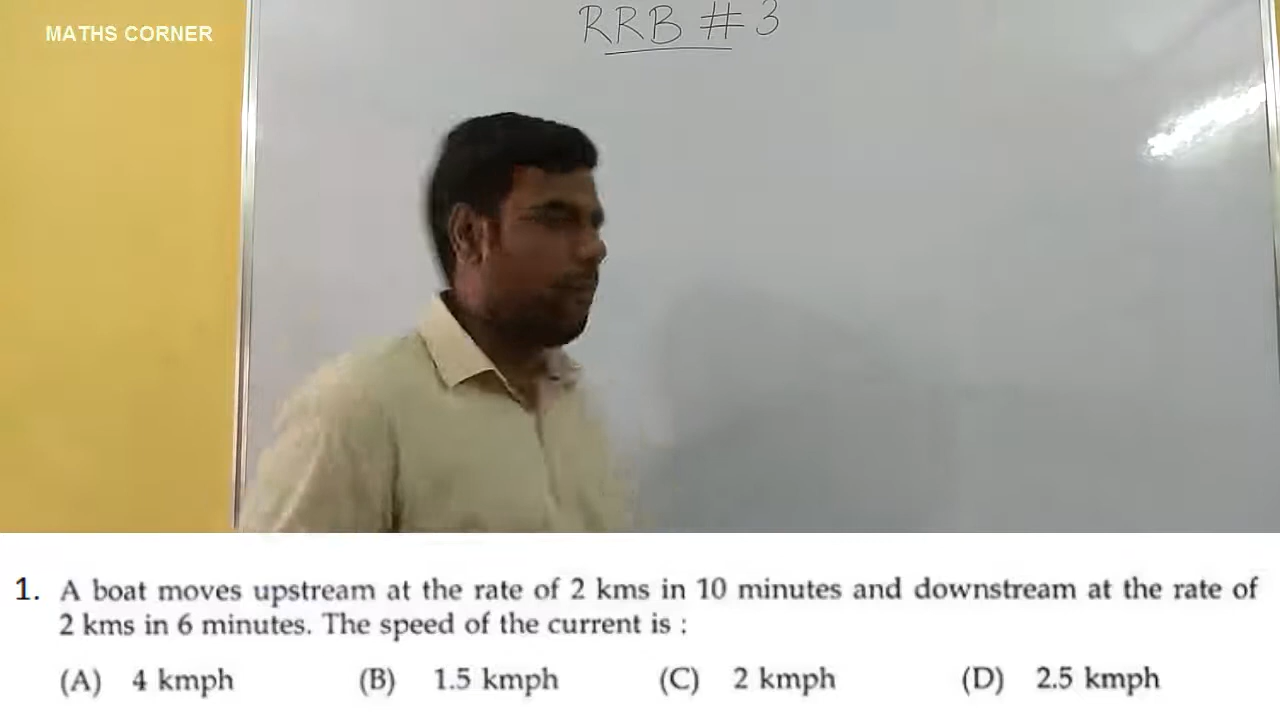 MATHS CORNER
RRB #3
1. A boat moves upstream at the rate of 2 kms in 10 minutes and downstream at the rate of
2 kms in 6 minutes. The speed of the current is :
(A) 4 kmph (B) 1.5 kmph (C) 2 kmph (D) 2.5 kmph